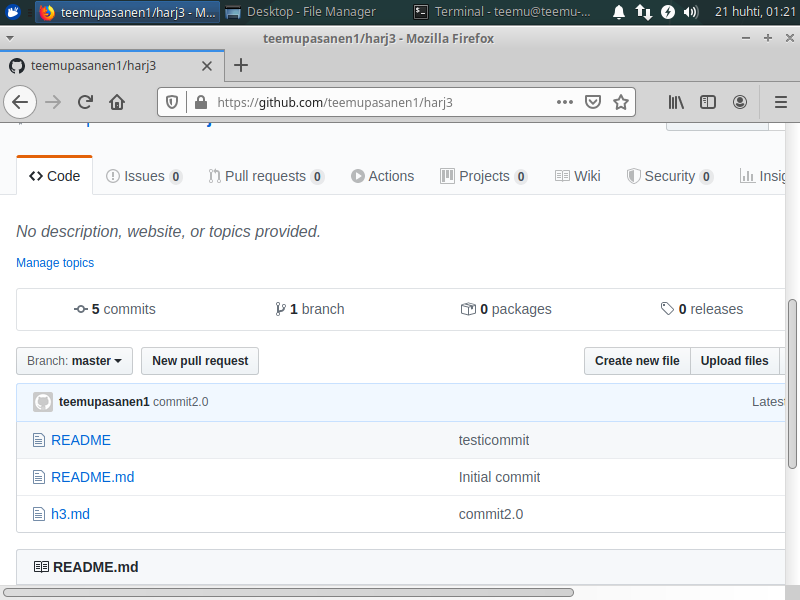 teemupasanen1/harj3 - M...
Desktop - File Manager
Terminal - teemu@teemu-...
21 huhti, 01:21
teemupasanen1/harj3 - Mozilla Firefox
teemupasanen1/harj3
https://github.com/teemupasanen1/harj3
Code
Issues 0
Pull requests 0
Actions
Projects 0
Wiki
Security 0
Insig
No description, website, or topics provided.
Manage topics
5 commits
1 branch
0 packages
0 releases
Branch: master
New pull request
Create new file
Upload files
teemupasanen1 commit2.0
Latest
README
testicommit
README.md
Initial commit
h3.md
commit2.0
README.md